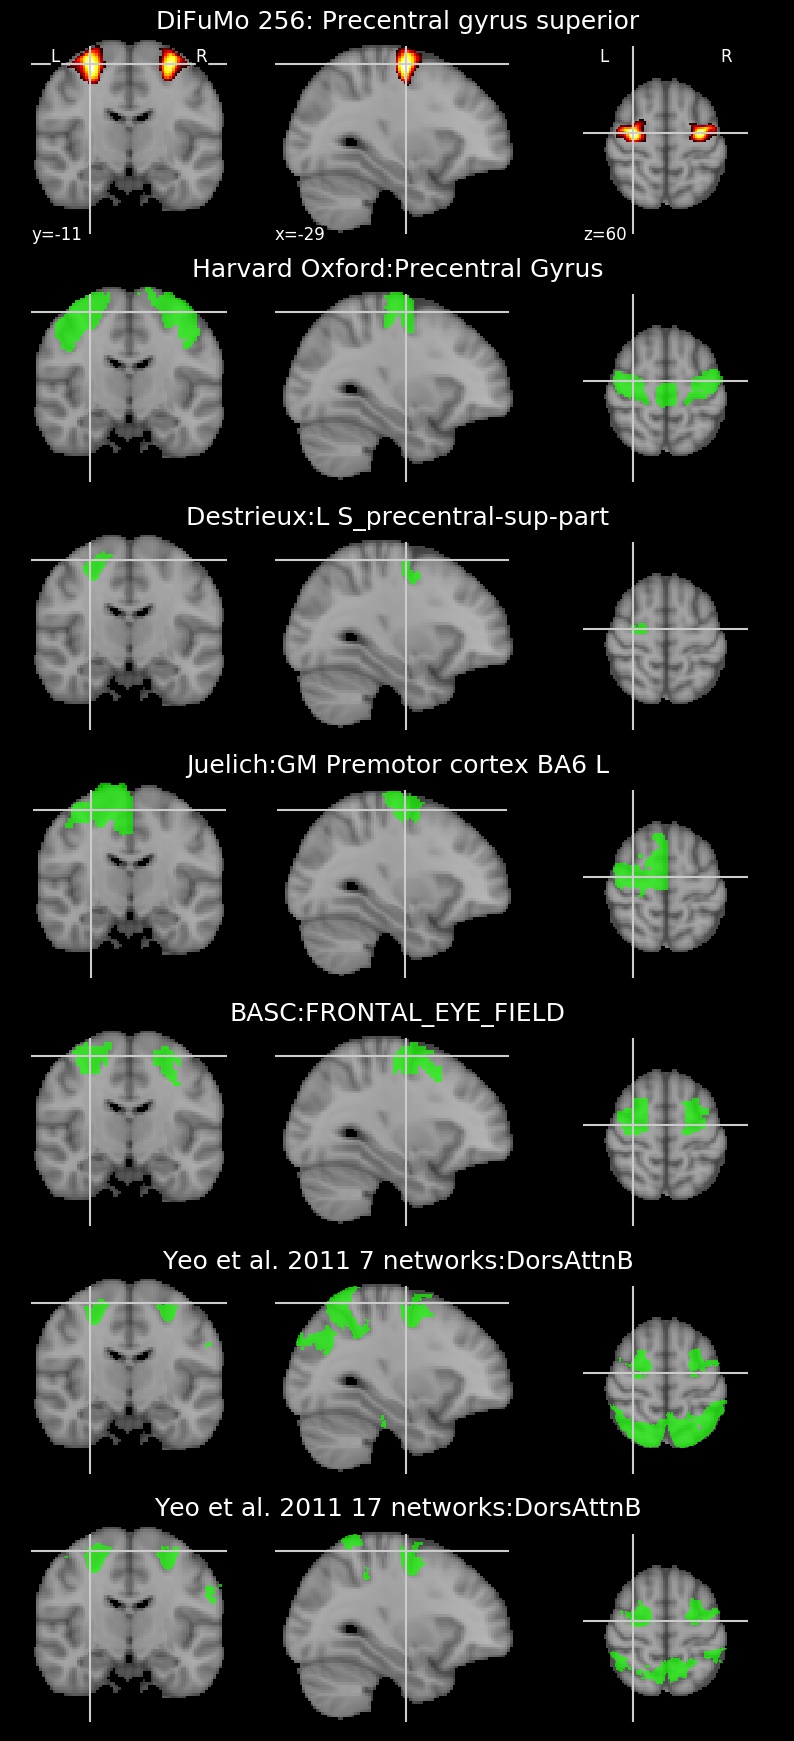 DiFuMo 256: Precentral gyrus superior
L R L R
y=-11 x=-29 z=60
Harvard Oxford:Precentral Gyrus
Destrieux:L S_precentral-sup-part
Juelich:GM Premotor cortex BA6 L
BASC:FRONTAL_EYE_FIELD
Yeo et al. 2011 7 networks:DorsAttnB
Yeo et al. 2011 17 networks:DorsAttnB